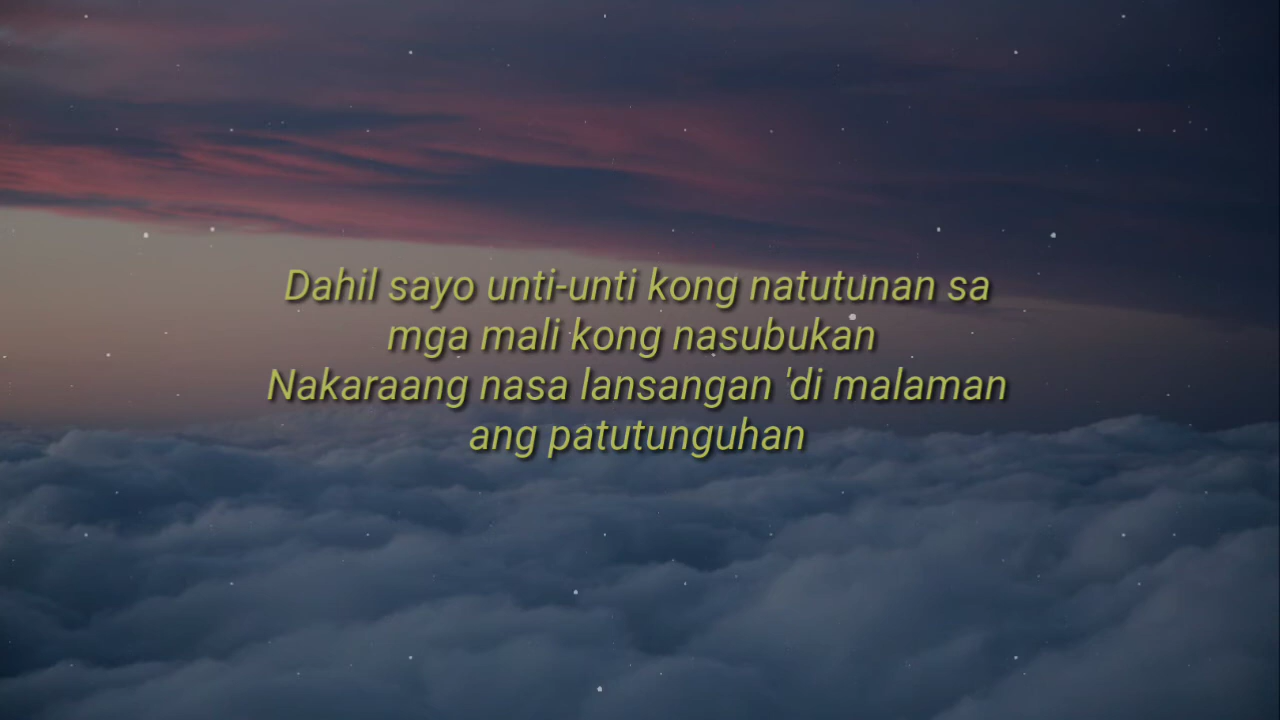 Dahil sayo unti-unti kong natutunan sa
mga mali kong nasubukan
Nakaraang nasa lansangan 'di malaman
ang patutunguhan